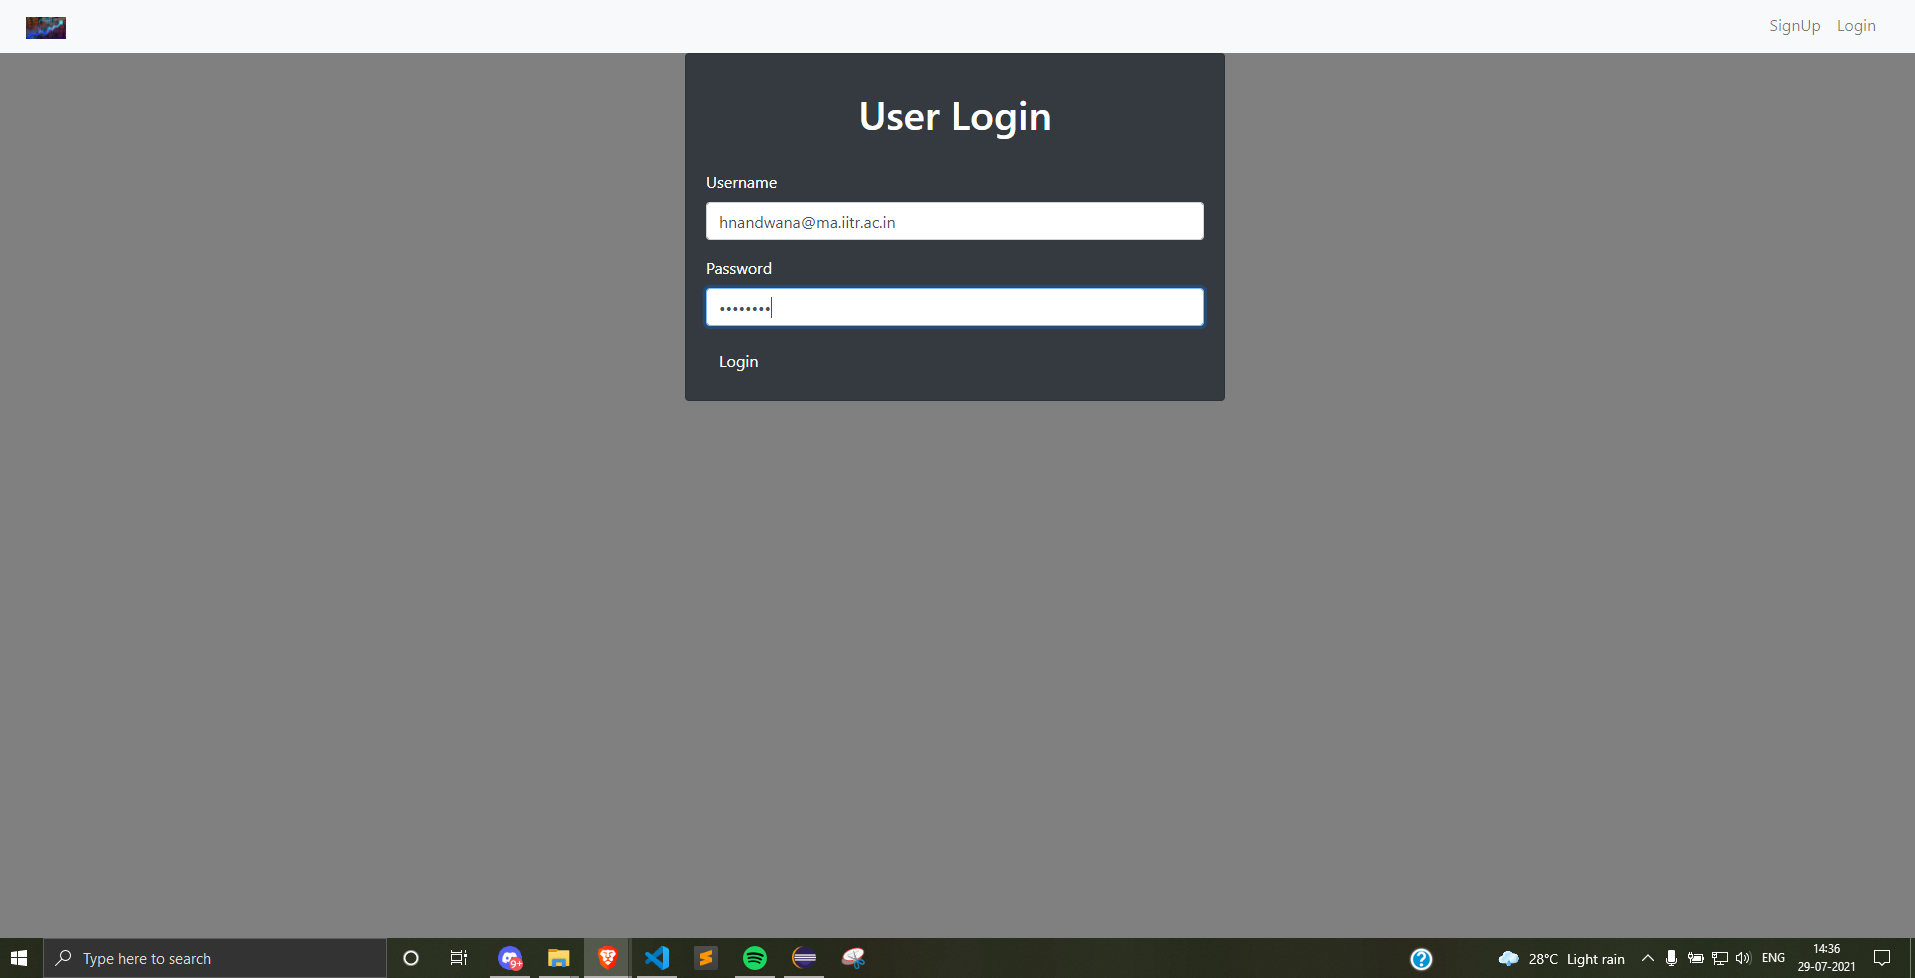 SignUp Login
User Login
Username
hnandwana@ma.iitr.ac.in
Password
••••••••
Login
Type here to search
9+
28°C Light rain
ENG
14:36
29-07-2021